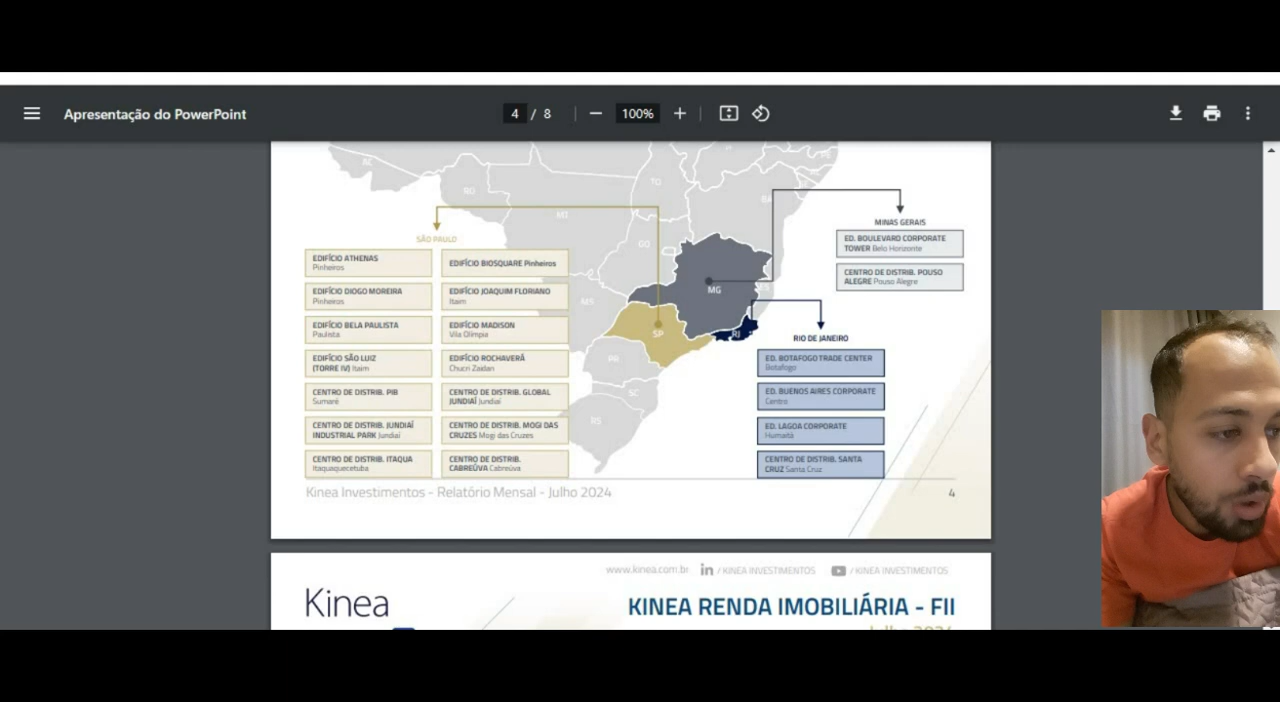 Apresentação do PowerPoint
4 / 8
100%
AC
RO
TO
MT
BA
GO
MS
MG
ES
SP
RJ
PR
SC
RS
SÃO PAULO
EDIFÍCIO ATHENAS
Pinheiros
EDIFÍCIO BIOSQUARE Pinheiros
EDIFÍCIO DIOGO MOREIRA
Pinheiros
EDIFÍCIO JOAQUIM FLORIANO
Itaim
EDIFÍCIO BELA PAULISTA
Paulista
EDIFÍCIO MADISON
Vila Olímpia
EDIFÍCIO SÃO LUIZ
(TORRE IV) Itaim
EDIFÍCIO ROCHAVERÁ
Chucri Zaidan
CENTRO DE DISTRIB. PIB
Sumaré
CENTRO DE DISTRIB. GLOBAL
JUNDIAÍ Jundiaí
CENTRO DE DISTRIB. JUNDIAÍ
INDUSTRIAL PARK Jundiaí
CENTRO DE DISTRIB. MOGI DAS
CRUZES Mogi das Cruzes
CENTRO DE DISTRIB. ITAQUA
Itaquaquecetuba
CENTRO DE DISTRIB.
CABREÚVA Cabreúva
MINAS GERAIS
ED. BOULEVARD CORPORATE
TOWER Belo Horizonte
CENTRO DE DISTRIB. POUSO
ALEGRE Pouso Alegre
RIO DE JANEIRO
ED. BOTAFOGO TRADE CENTER
Botafogo
ED. BUENOS AIRES CORPORATE
Centro
ED. LAGOA CORPORATE
Humaitá
CENTRO DE DISTRIB. SANTA
CRUZ Santa Cruz
Kinea Investimentos - Relatório Mensal - Julho 2024
4
www.kinea.com.br
in / KINEA INVESTIMENTOS
/ KINEA INVESTIMENTOS
Kinea
KINEA RENDA IMOBILIÁRIA - FII